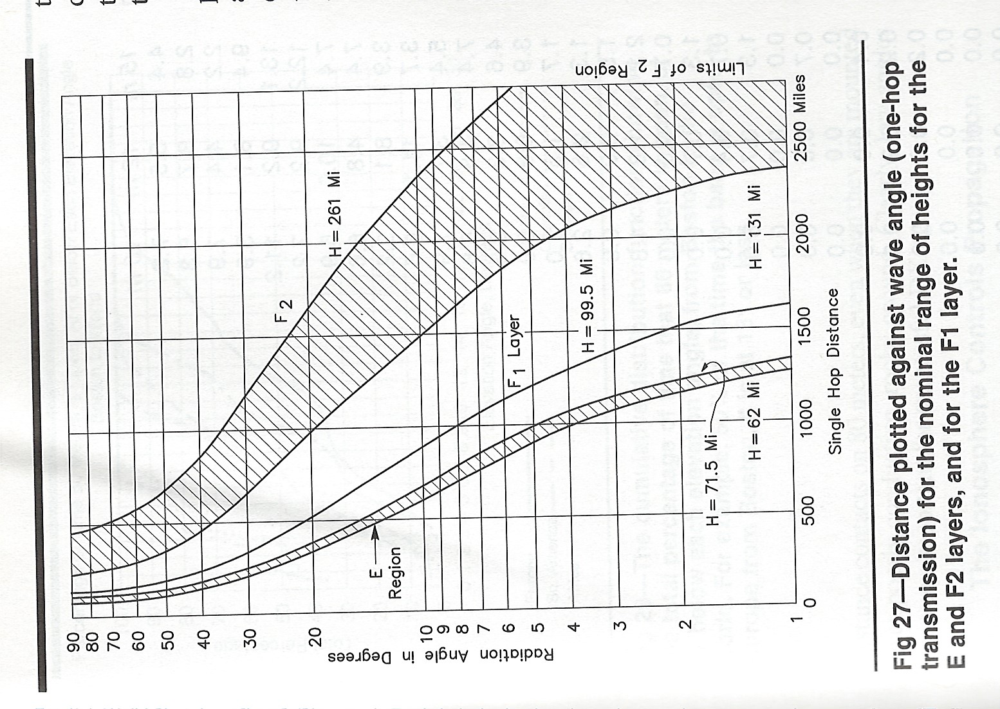 90
80
70
60
50
40
30
20
10
9
8
7
6
5
4
3
2
1
Radiation Angle in Degrees
F2
H = 261 Mi
Limits of F2 Region
F1 Layer
H = 99.5 Mi
H = 131 Mi
E
Region
H = 71.5 Mi
H = 62 Mi
0
500
1000
1500
2000
2500 Miles
Single Hop Distance
Fig 27—Distance plotted against wave angle (one-hop
transmission) for the nominal range of heights for the
E and F2 layers, and for the F1 layer.